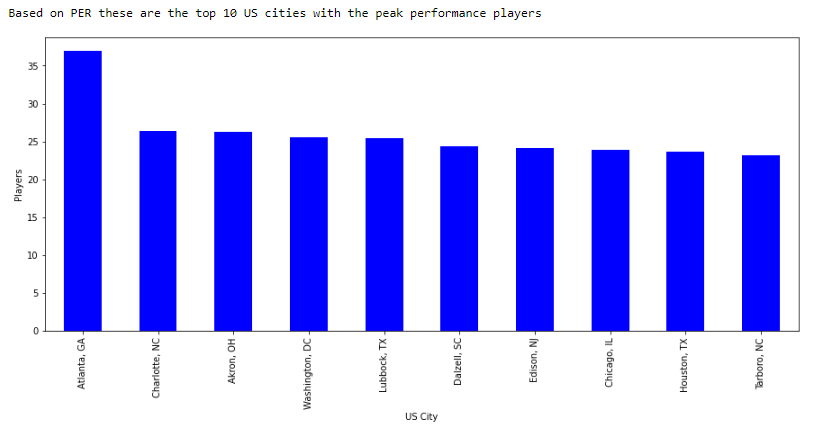 Based on PER these are the top 10 US cities with the peak performance players
35
30
25
20
15
10
5
0
Players
Atlanta, GA
Charlotte, NC
Akron, OH
Washington, DC
Lubbock, TX
Dalzell, SC
Edison, NJ
Chicago, IL
Houston, TX
Tarboro, NC
US City